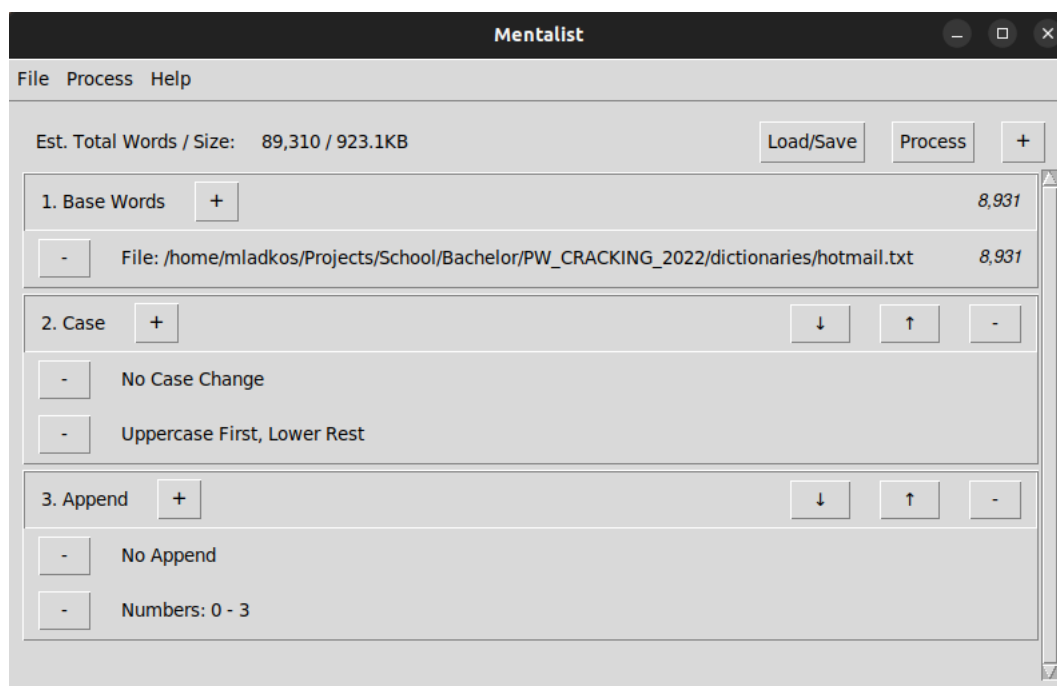 Mentalist
File Process Help
Est. Total Words / Size: 89,310 / 923.1KB Load/Save Process +
1. Base Words + 8,931
- File: /home/mladkos/Projects/School/Bachelor/PW_CRACKING_2022/dictionaries/hotmail.txt 8,931
2. Case + ↓ ↑ -
- No Case Change
- Uppercase First, Lower Rest
3. Append + ↓ ↑ -
- No Append
- Numbers: 0 - 3